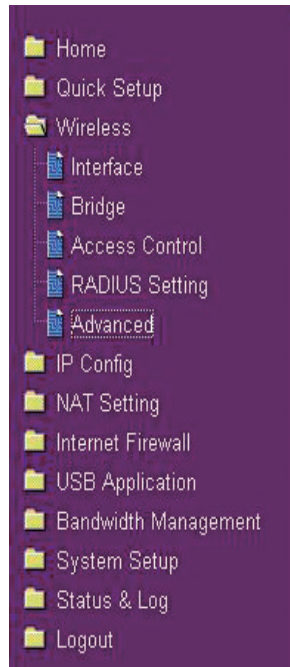 Home
Quick Setup
Wireless
Interface
Bridge
Access Control
RADIUS Setting
Advanced
IP Config
NAT Setting
Internet Firewall
USB Application
Bandwidth Management
System Setup
Status & Log
Logout